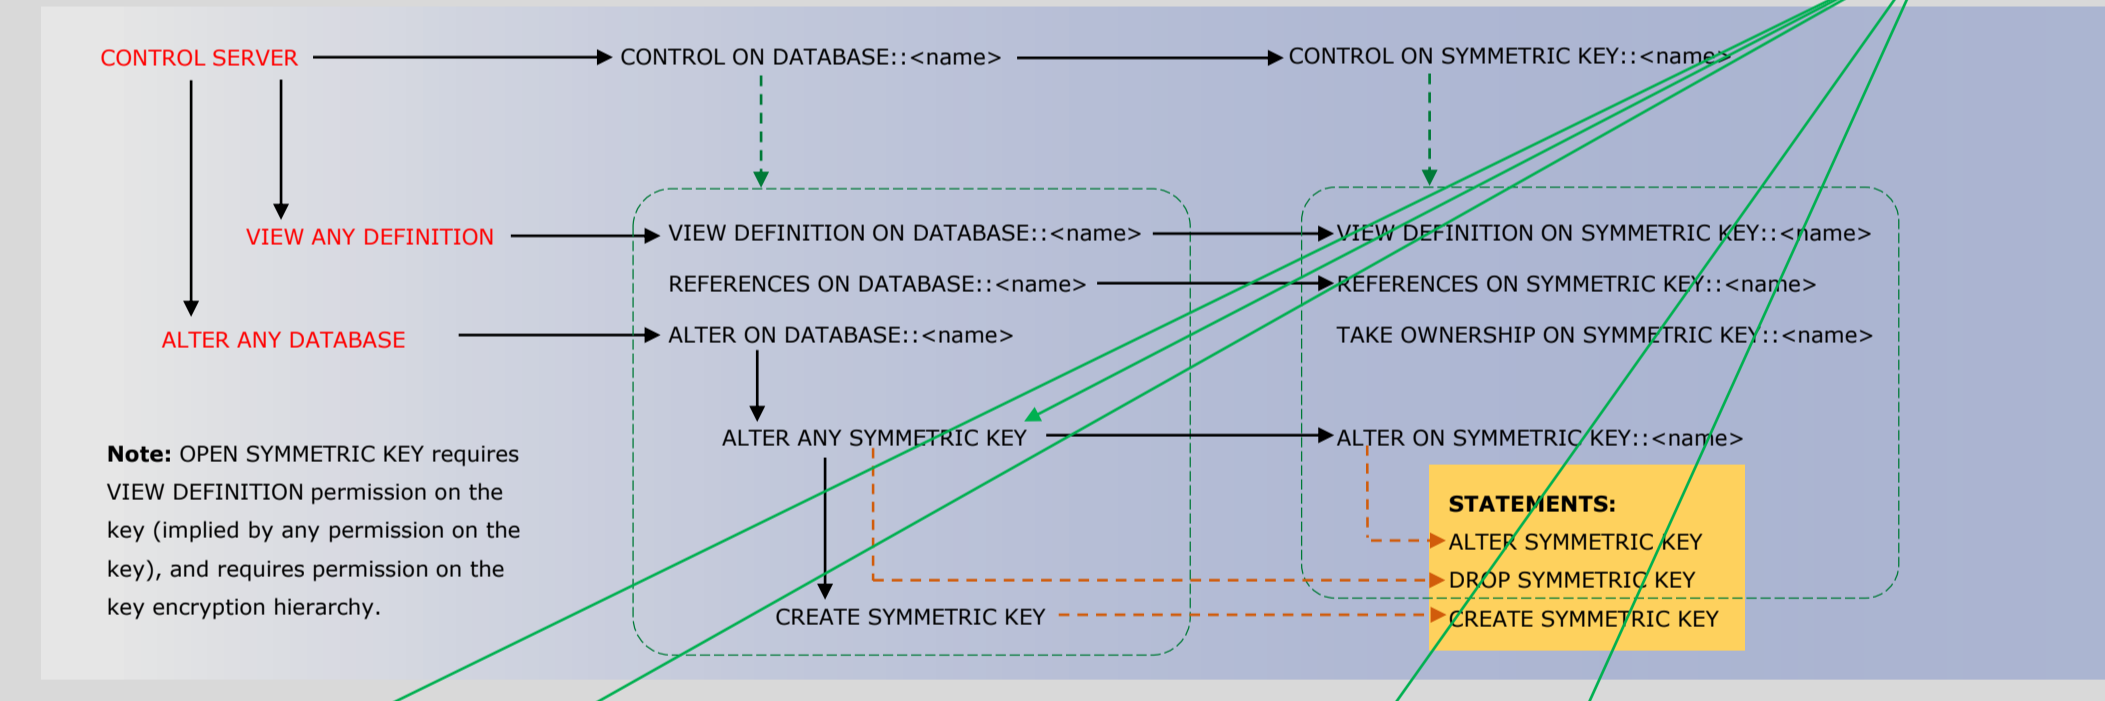 CONTROL SERVER
CONTROL ON DATABASE::<name>
CONTROL ON SYMMETRIC KEY::<name>
VIEW ANY DEFINITION
VIEW DEFINITION ON DATABASE::<name>
VIEW DEFINITION ON SYMMETRIC KEY::<name>
REFERENCES ON DATABASE::<name>
REFERENCES ON SYMMETRIC KEY::<name>
ALTER ANY DATABASE
ALTER ON DATABASE::<name>
TAKE OWNERSHIP ON SYMMETRIC KEY::<name>
ALTER ANY SYMMETRIC KEY
ALTER ON SYMMETRIC KEY::<name>
Note: OPEN SYMMETRIC KEY requires
VIEW DEFINITION permission on the
key (implied by any permission on the
key), and requires permission on the
key encryption hierarchy.
STATEMENTS:
ALTER SYMMETRIC KEY
DROP SYMMETRIC KEY
CREATE SYMMETRIC KEY
CREATE SYMMETRIC KEY